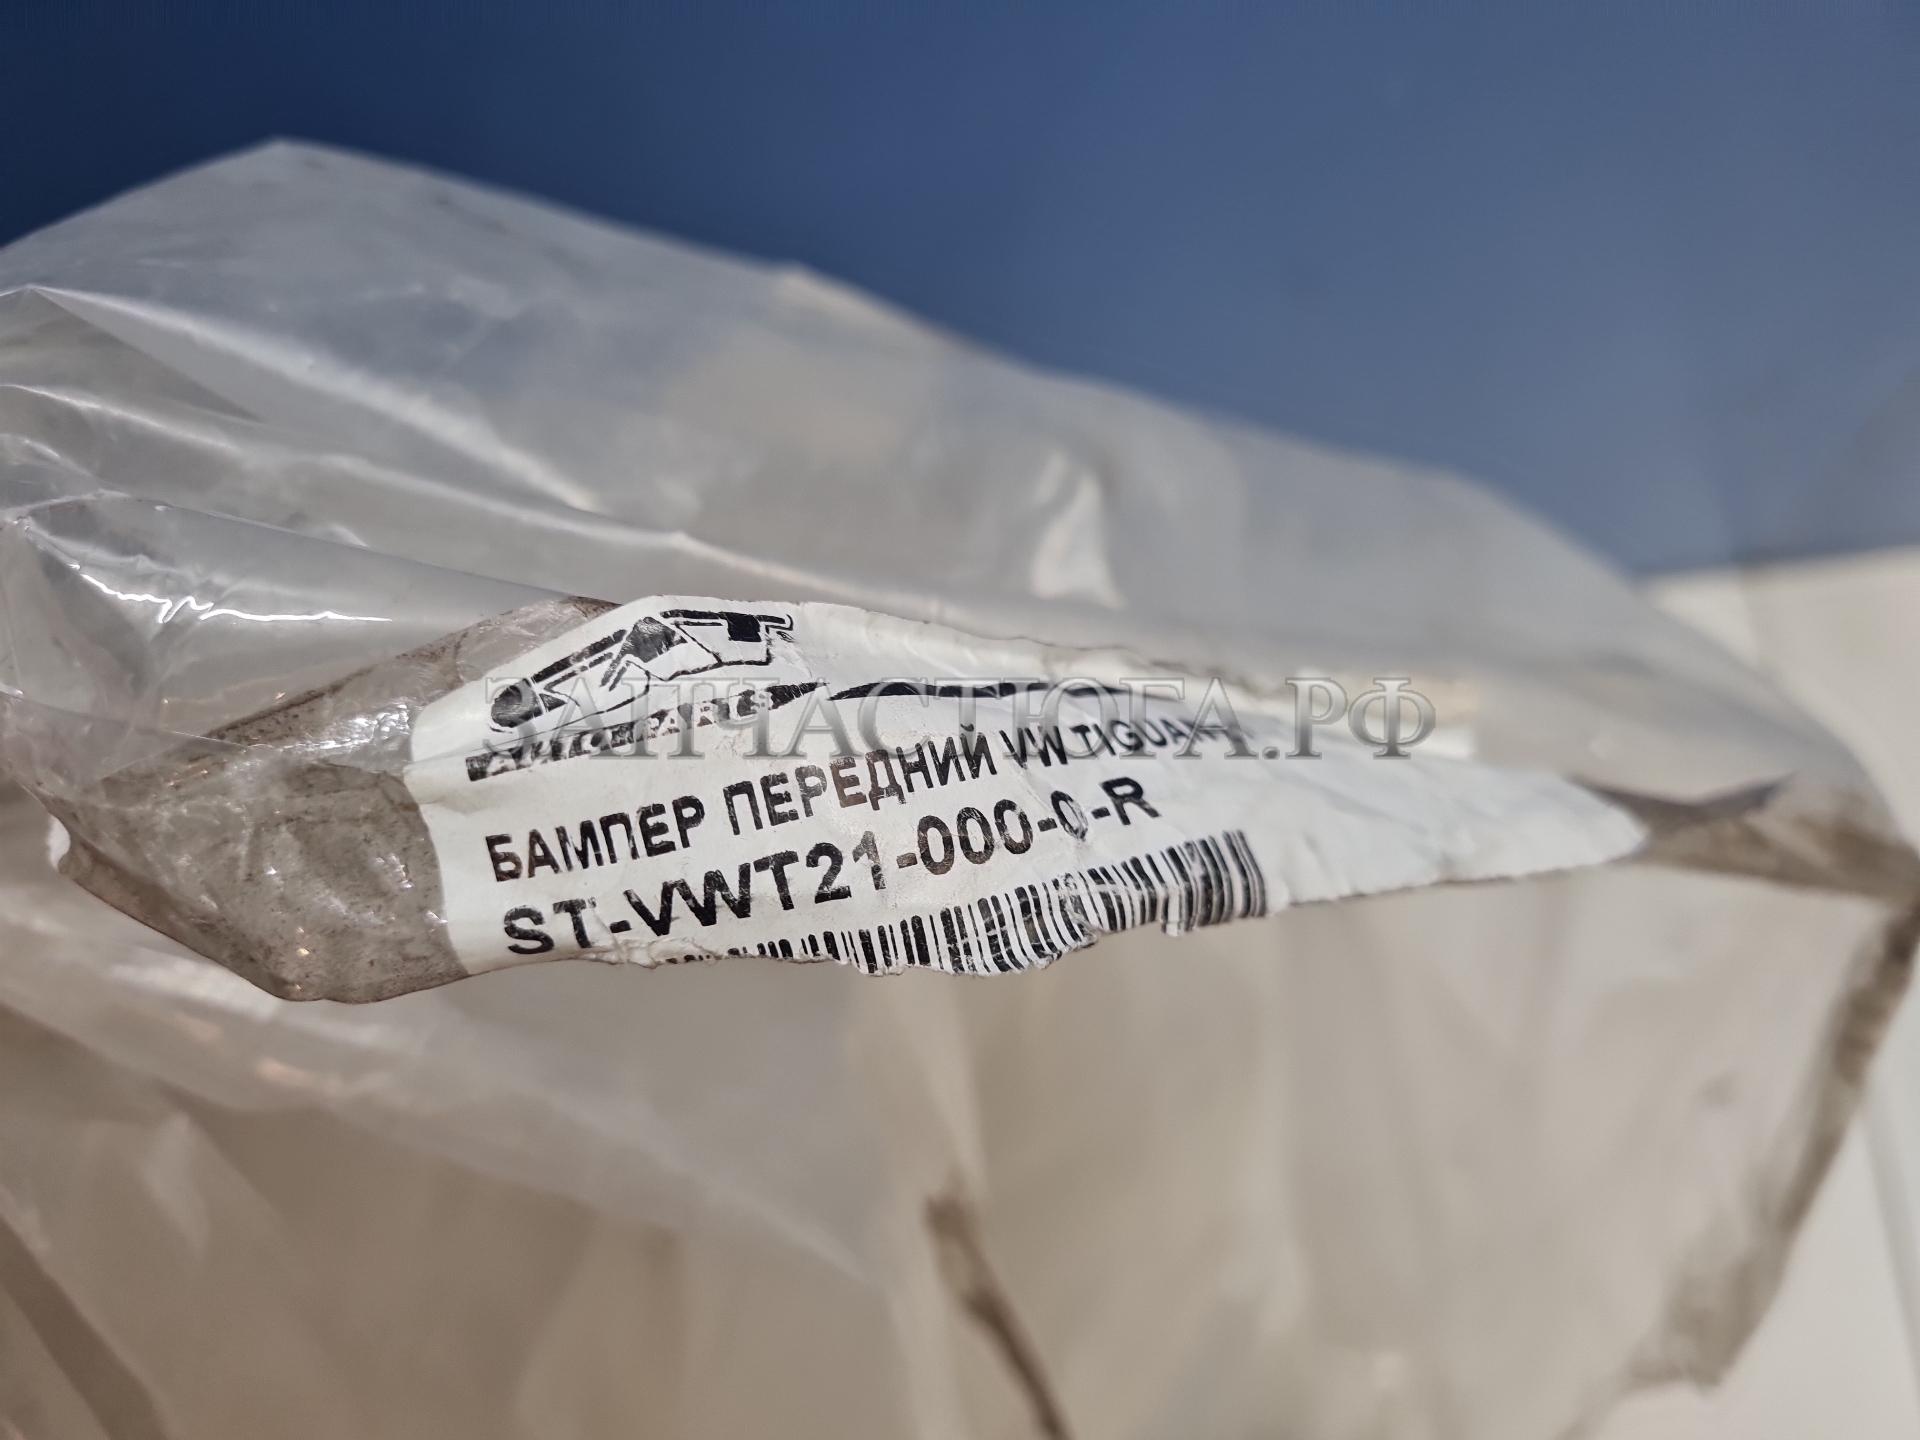 ЗАПЧАСТЮГА.РФ
БАМПЕР ПЕРЕДНИЙ VW TIGUAN
ST-VWT21-000-0-R